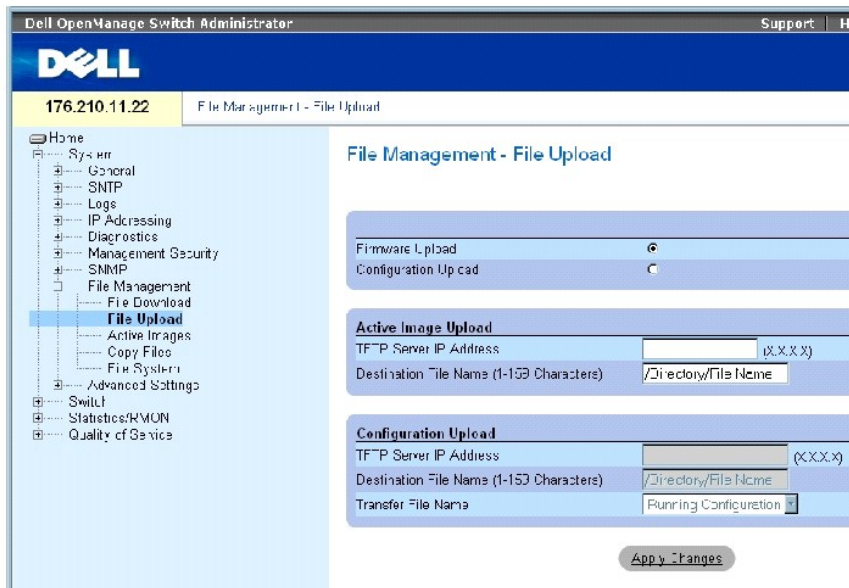 Dell OpenManage Switch Administrator
Support | H
DELL
176.210.11.22
File Management - File Upload
Home
System
General
SNTP
Logs
IP Addressing
Diagnostics
Management Security
SNMP
File Management
File Download
File Upload
Active Images
Copy Files
File System
Advanced Settings
Switch
Statistics/RMON
Quality of Service
File Management - File Upload
Firmware Upload
Configuration Upload
Active Image Upload
TFTP Server IP Address (X.X.X.X)
Destination File Name (1-159 Characters) /Directory/File Name
Configuration Upload
TFTP Server IP Address (X.X.X.X)
Destination File Name (1-159 Characters) /Directory/File Name
Transfer File Name Running Configuration
Apply Changes